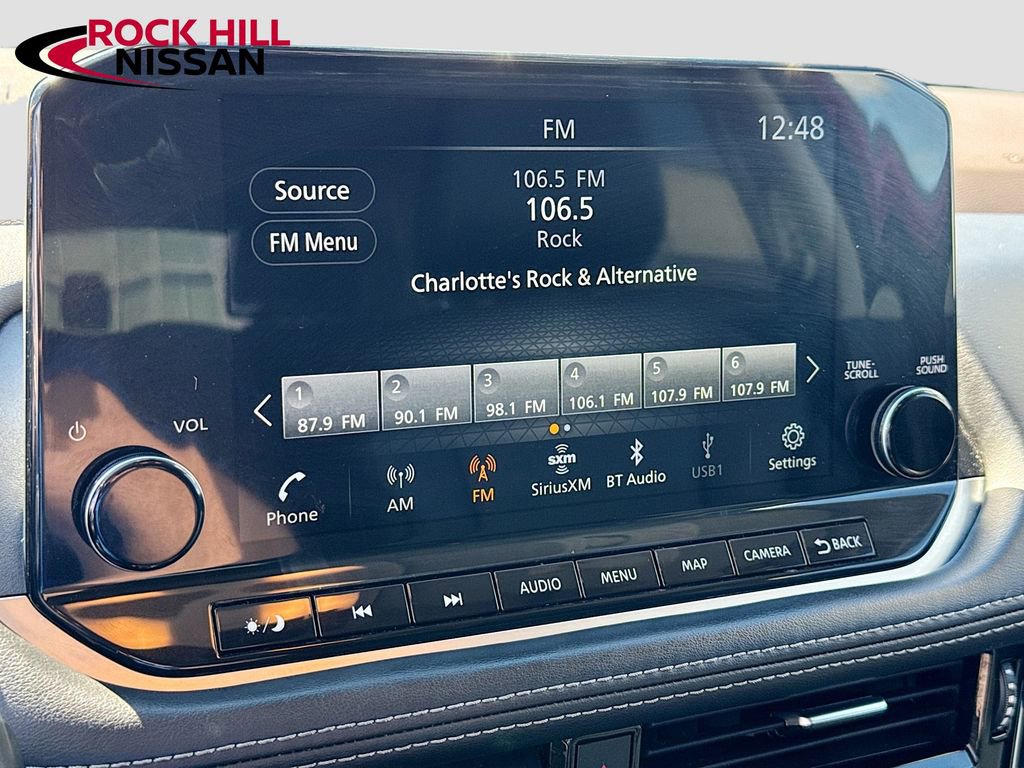 ROCK HILL
NISSAN
FM
12:48
Source
FM Menu
106.5 FM
106.5
Rock
Charlotte's Rock & Alternative
1
87.9 FM
2
90.1 FM
3
98.1 FM
4
106.1 FM
5
107.9 FM
6
107.9 FM
TUNE-
SCROLL
PUSH
SOUND
VOL
Phone
AM
FM
sxm
SiriusXM
BT Audio
USB1
Settings
AUDIO
MENU
MAP
CAMERA
BACK